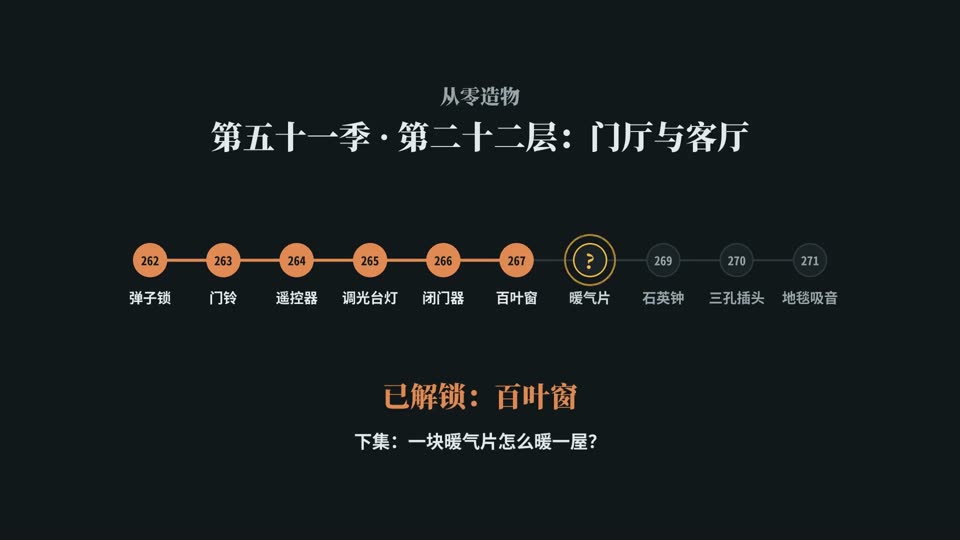 从零造物
第五十一季 · 第二十二层：门厅与客厅
262 263 264 265 266 267 ? 269 270 271
弹子锁 门铃 遥控器 调光台灯 闭门器 百叶窗 暖气片 石英钟 三孔插头 地毯吸音
已解锁：百叶窗
下集：一块暖气片怎么暖一屋？